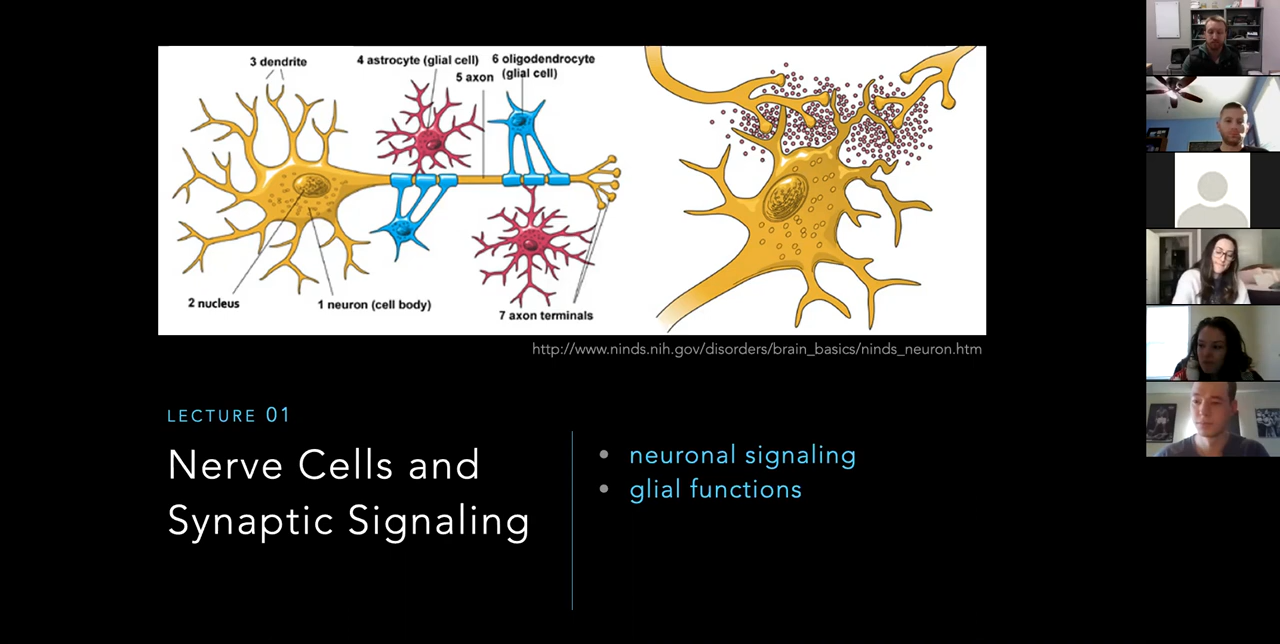 3 dendrite
4 astrocyte (glial cell)
5 axon
6 oligodendrocyte
(glial cell)
2 nucleus
1 neuron (cell body)
7 axon terminals
http://www.ninds.nih.gov/disorders/brain_basics/ninds_neuron.htm
LECTURE 01
Nerve Cells and
Synaptic Signaling
• neuronal signaling
• glial functions